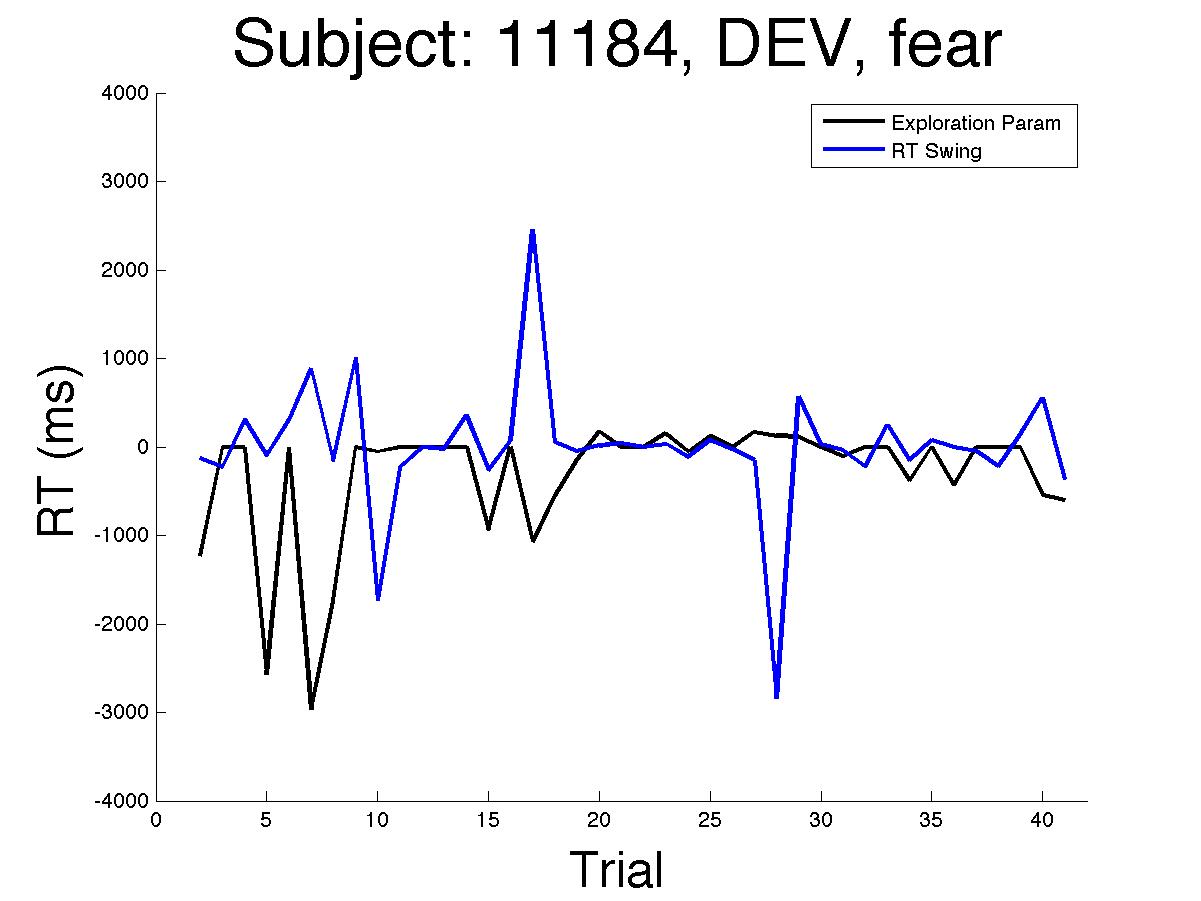 Subject: 11184, DEV, fear
4000
3000
2000
1000
0
-1000
-2000
-3000
-4000
RT (ms)
Exploration Param
RT Swing
0 5 10 15 20 25 30 35 40
Trial